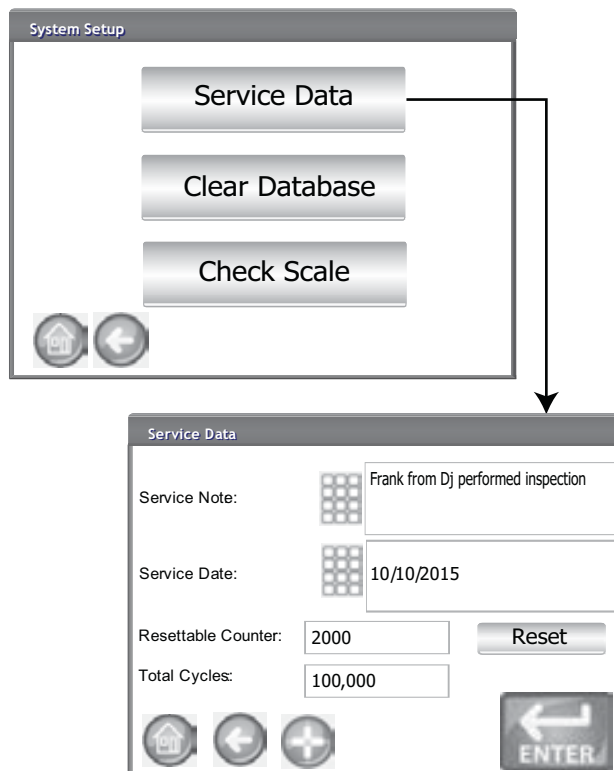 System Setup
Service Data
Clear Database
Check Scale
Service Data
Service Note:
Frank from Dj performed inspection
Service Date:
10/10/2015
Resettable Counter:
2000
Reset
Total Cycles:
100,000
ENTER